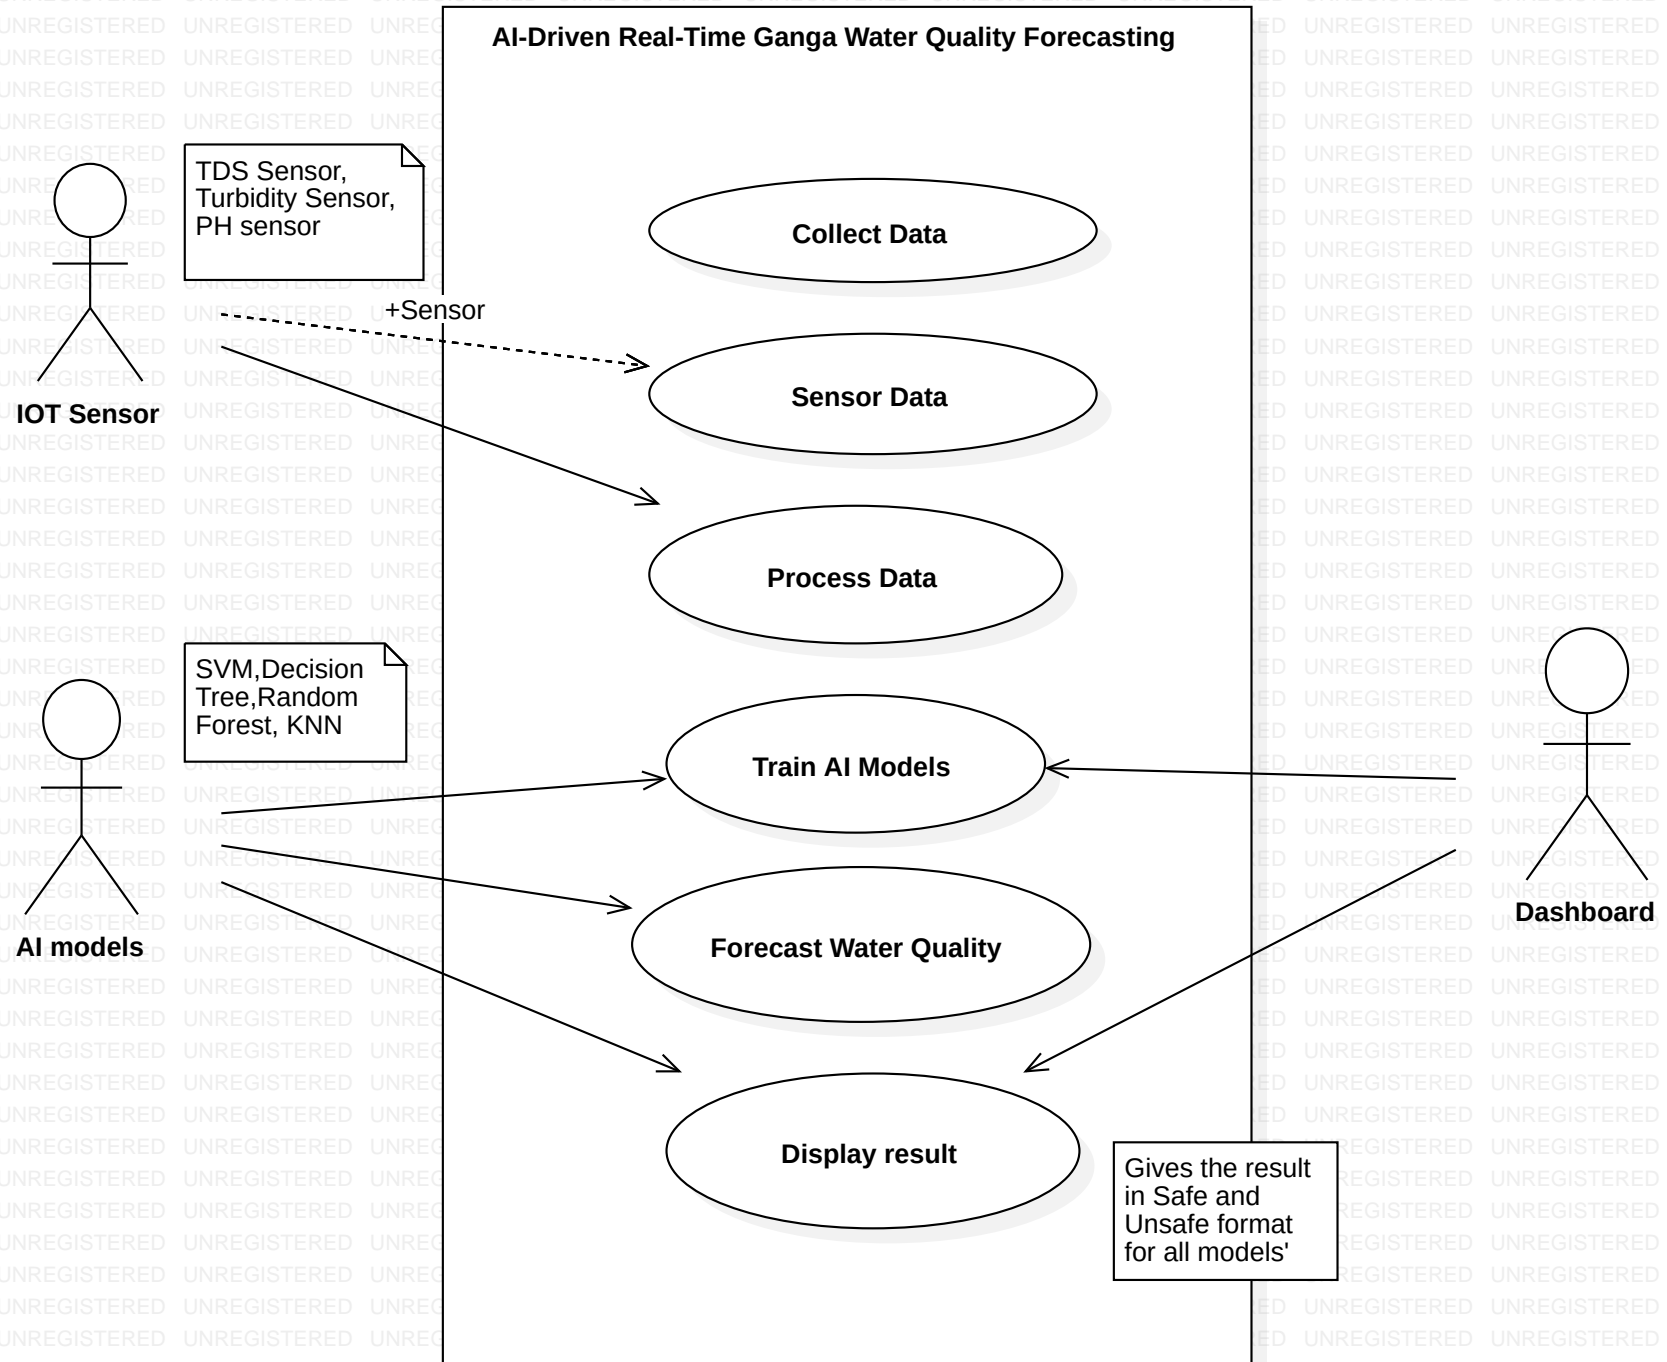 AI-Driven Real-Time Ganga Water Quality Forecasting
TDS Sensor,
Turbidity Sensor,
PH sensor
Collect Data
+Sensor
Sensor Data
IOT Sensor
Process Data
SVM,Decision
Tree,Random
Forest, KNN
Train AI Models
Dashboard
AI models
Forecast Water Quality
Display result
Gives the result
in Safe and
Unsafe format
for all models'
UNREGISTERED